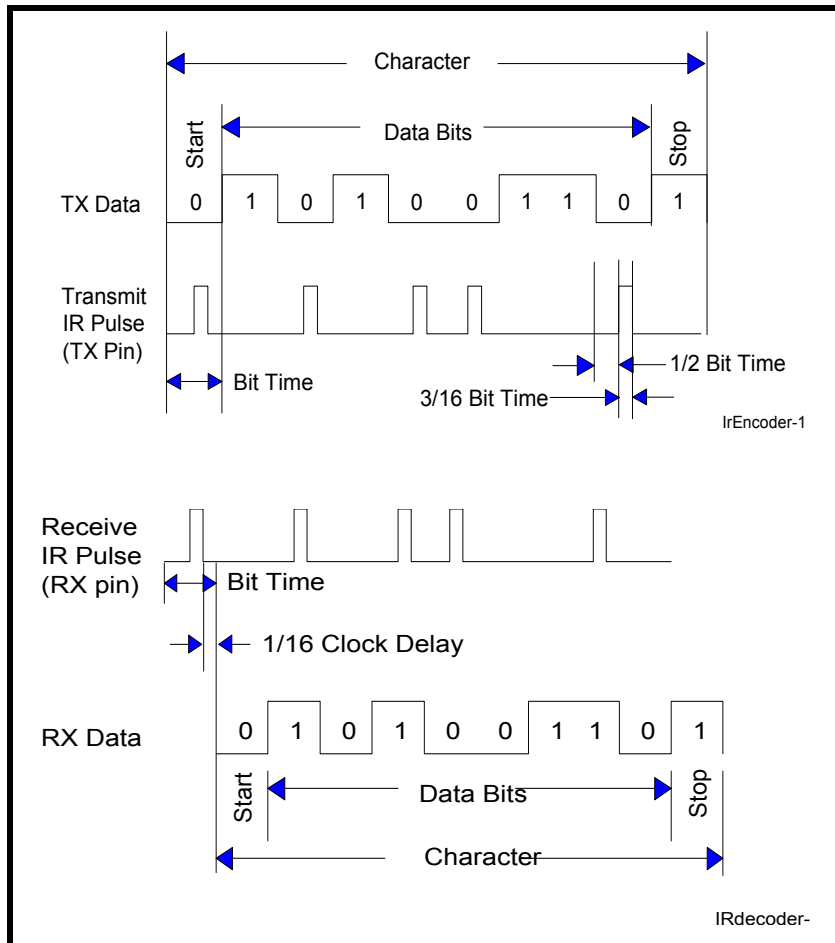 Character
Start
Data Bits
Stop
TX Data
0 1 0 1 0 0 1 1 0 1
Transmit
IR Pulse
(TX Pin)
Bit Time
1/2 Bit Time
3/16 Bit Time
IrEncoder-1
Receive
IR Pulse
(RX pin)
Bit Time
1/16 Clock Delay
RX Data
0 1 0 1 0 0 1 1 0 1
Start
Data Bits
Stop
Character
IRdecoder-